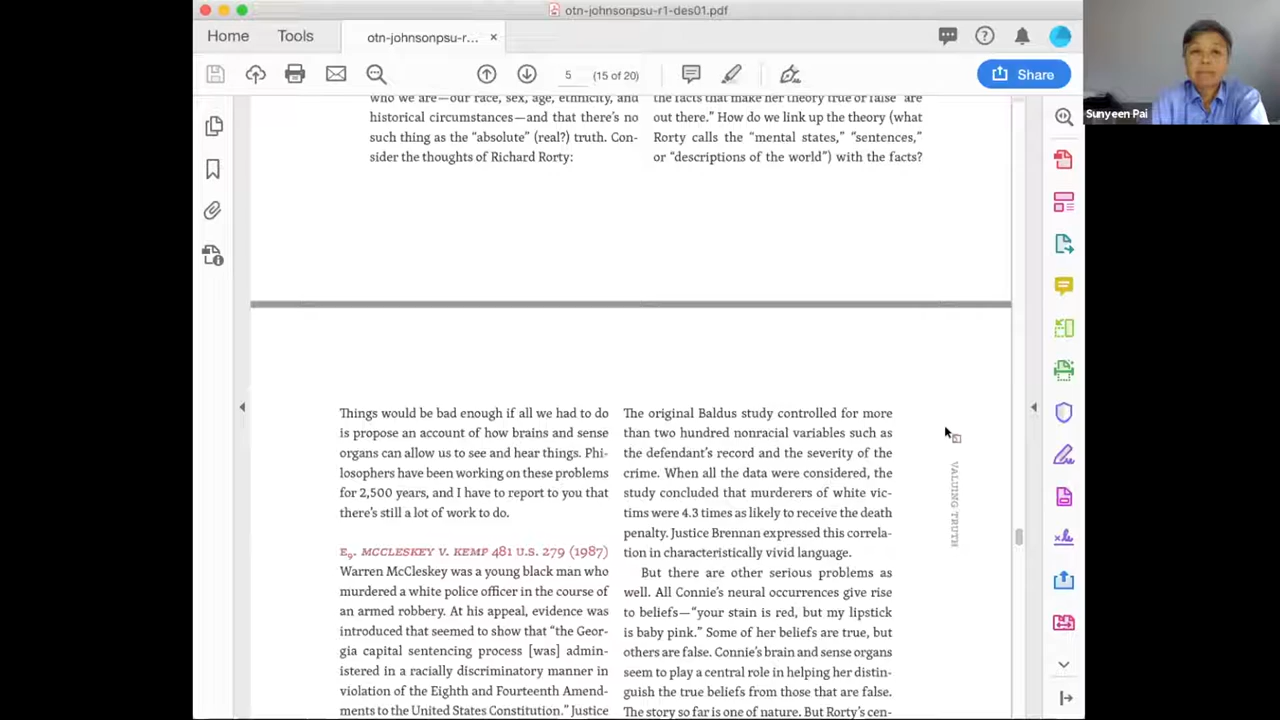 otn-johnsonpsu-r1-des01.pdf
Home
Tools
otn-johnsonpsu-r...
5
(15 of 20)
Share
Sunyeen Pai
who we are—our race, sex, age, ethnicity, and
historical circumstances—and that there's no
such thing as the "absolute" (real?) truth. Con-
sider the thoughts of Richard Rorty:
the facts that make her theory true or false "are
out there." How do we link up the theory (what
Rorty calls the "mental states," "sentences,"
or "descriptions of the world") with the facts?
Things would be bad enough if all we had to do
is propose an account of how brains and sense
organs can allow us to see and hear things. Phi-
losophers have been working on these problems
for 2,500 years, and I have to report to you that
there's still a lot of work to do.
E9. MCCLESKEY V. KEMP 481 U.S. 279 (1987)
Warren McCleskey was a young black man who
murdered a white police officer in the course of
an armed robbery. At his appeal, evidence was
introduced that seemed to show that "the Geor-
gia capital sentencing process [was] admin-
istered in a racially discriminatory manner in
violation of the Eighth and Fourteenth Amend-
ments to the United States Constitution." Justice
The original Baldus study controlled for more
than two hundred nonracial variables such as
the defendant's record and the severity of the
crime. When all the data were considered, the
study concluded that murderers of white vic-
tims were 4.3 times as likely to receive the death
penalty. Justice Brennan expressed this correla-
tion in characteristically vivid language.
But there are other serious problems as
well. All Connie's neural occurrences give rise
to beliefs—"your stain is red, but my lipstick
is baby pink." Some of her beliefs are true, but
others are false. Connie's brain and sense organs
seem to play a central role in helping her distin-
guish the true beliefs from those that are false.
The story so far is one of nature. But Rorty's cen-
VALUING TRUTH